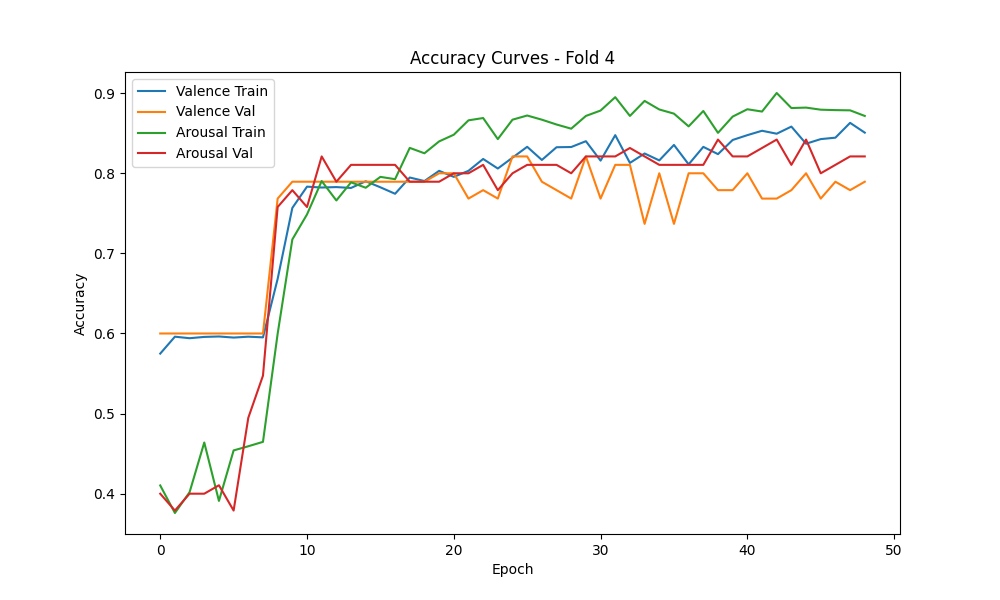 Accuracy Curves - Fold 4
Valence Train
Valence Val
Arousal Train
Arousal Val
0.9
0.8
0.7
0.6
0.5
0.4
Accuracy
0 10 20 30 40 50
Epoch